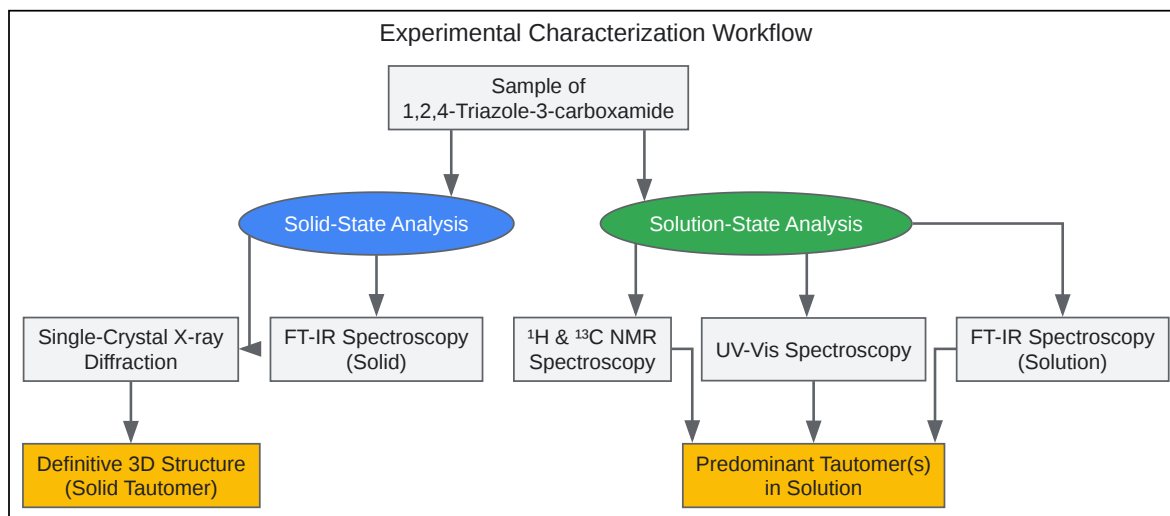 Experimental Characterization Workflow
Sample of
1,2,4-Triazole-3-carboxamide
Solid-State Analysis
Solution-State Analysis
Single-Crystal X-ray
Diffraction
FT-IR Spectroscopy
(Solid)
¹H & ¹³C NMR
Spectroscopy
UV-Vis Spectroscopy
FT-IR Spectroscopy
(Solution)
Definitive 3D Structure
(Solid Tautomer)
Predominant Tautomer(s)
in Solution